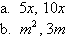 a. 5x, 10x
b. m², 3m